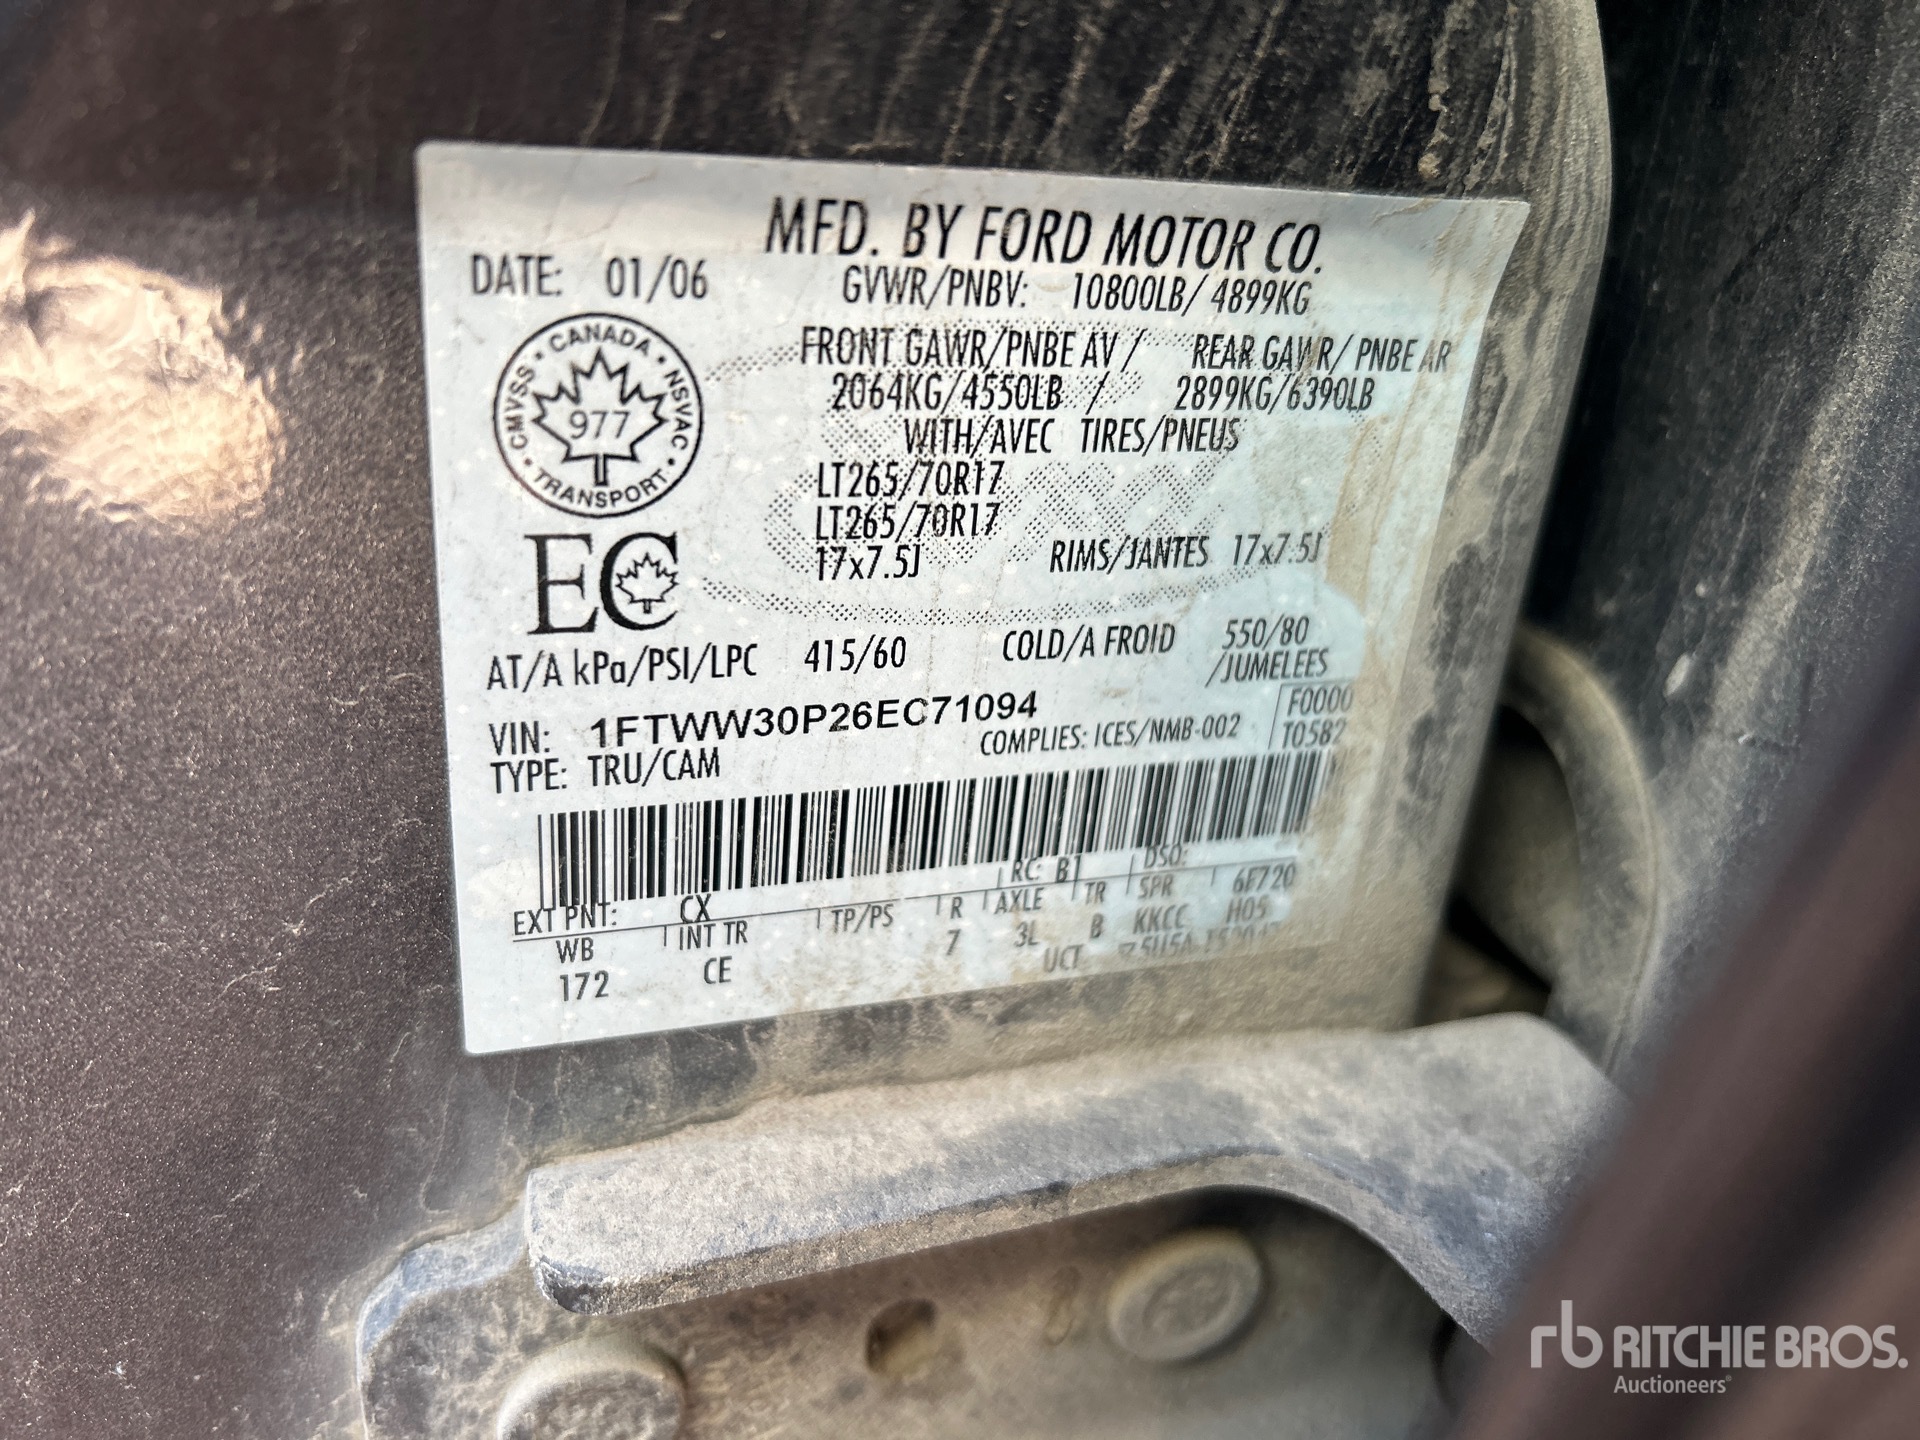 MFD. BY FORD MOTOR CO.
DATE: 01/06 GVWR/PNBV: 10800LB/ 4899KG
CMVSS • CANADA • NSVAC • TRANSPORT
977
FRONT GAWR/PNBE AV / REAR GAWR/ PNBE AR
2064KG/4550LB / 2899KG/6390LB
WITH/AVEC TIRES/PNEUS
LT265/70R17
LT265/70R17
17x7.5J RIMS/JANTES 17x7.5J
EC
AT/A kPa/PSI/LPC 415/60 COLD/A FROID 550/80
/JUMELEES
VIN: 1FTWW30P26EC71094 F0000
TYPE: TRU/CAM COMPLIES: ICES/NMB-002 T0582
EXT PNT: CX RC: B1 DSO:
WB INT TR TP/PS R AXLE TR SPR 6F720
172 CE 7 3L B KKCC H05
UCT
rb RITCHIE BROS.
Auctioneers